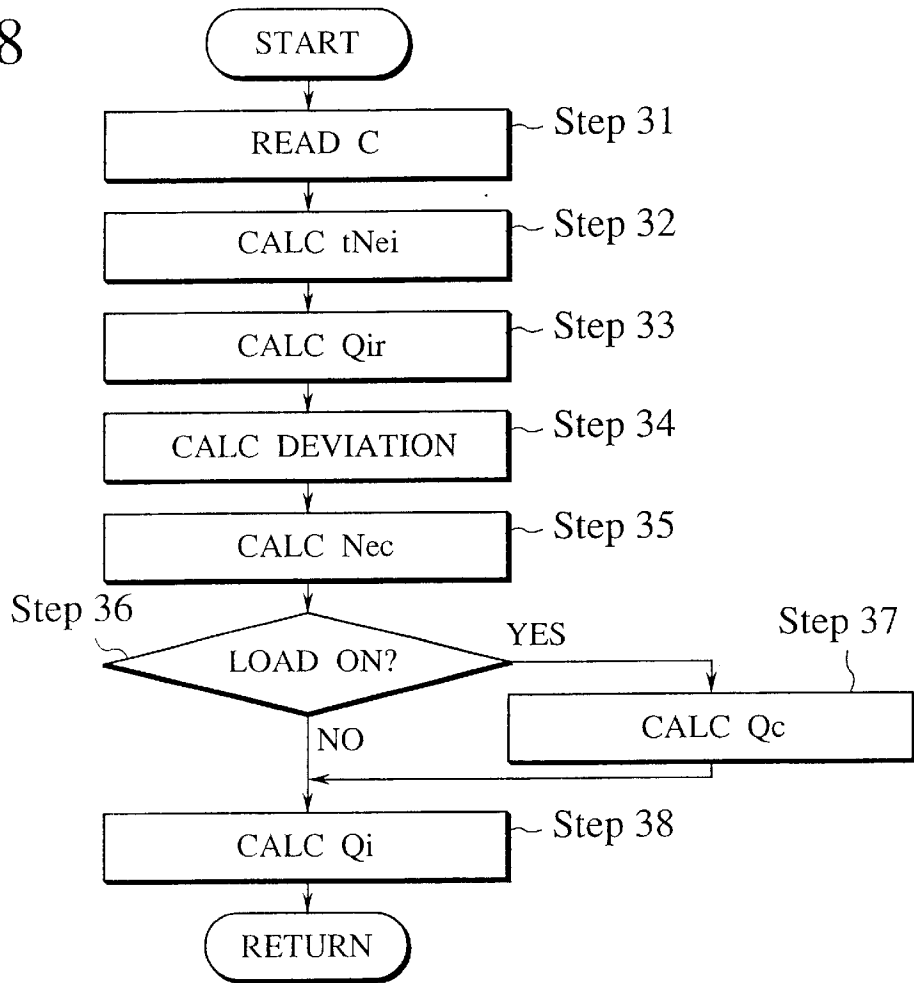 8
START
READ C
Step 31
CALC tNei
Step 32
CALC Qir
Step 33
CALC DEVIATION
Step 34
CALC Nec
Step 35
Step 36
LOAD ON?
YES
Step 37
CALC Qc
NO
CALC Qi
Step 38
RETURN